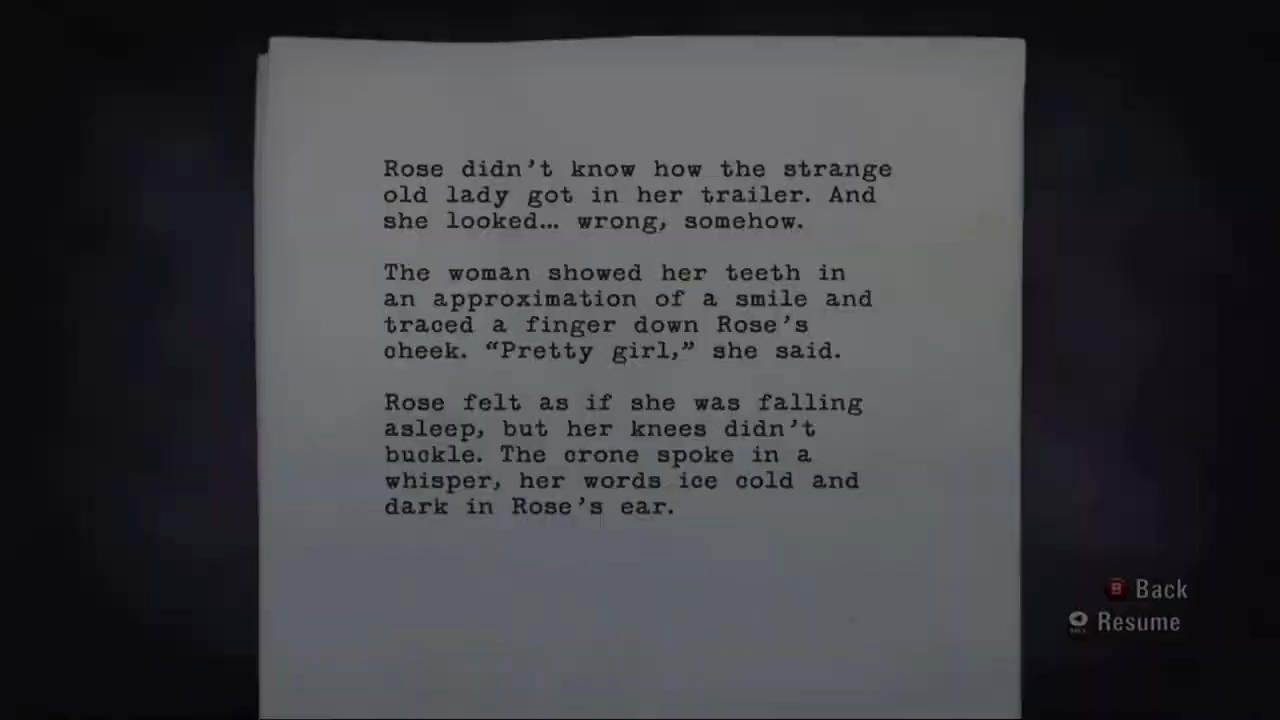 Rose didn't know how the strange
old lady got in her trailer. And
she looked… wrong, somehow.
The woman showed her teeth in
an approximation of a smile and
traced a finger down Rose's
cheek. “Pretty girl,” she said.
Rose felt as if she was falling
asleep, but her knees didn't
buckle. The crone spoke in a
whisper, her words ice cold and
dark in Rose's ear.
B Back
Resume